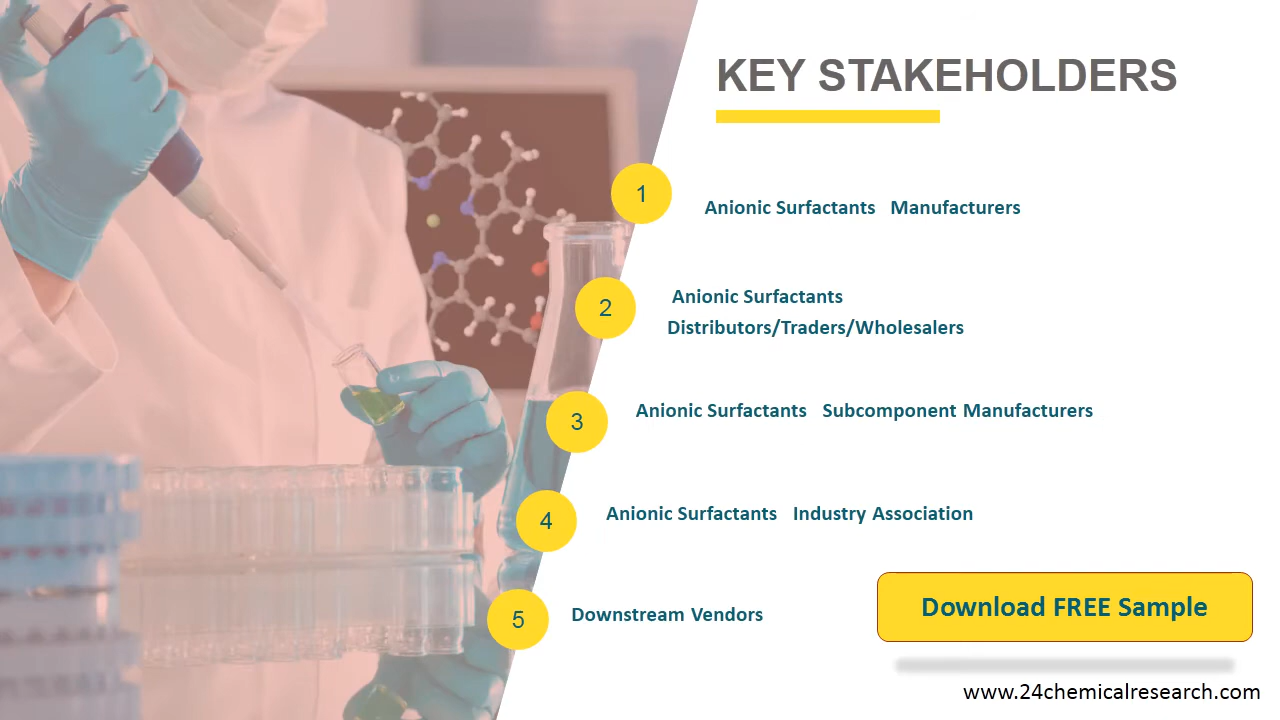 KEY STAKEHOLDERS
1
Anionic Surfactants Manufacturers
2
Anionic Surfactants
Distributors/Traders/Wholesalers
3
Anionic Surfactants Subcomponent Manufacturers
4
Anionic Surfactants Industry Association
5
Downstream Vendors
Download FREE Sample
www.24chemicalresearch.com